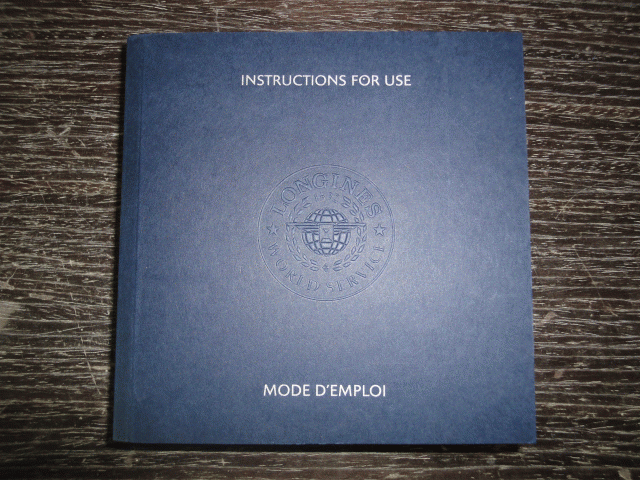 INSTRUCTIONS FOR USE
LONGINES
WORLD SERVICE
MODE D'EMPLOI